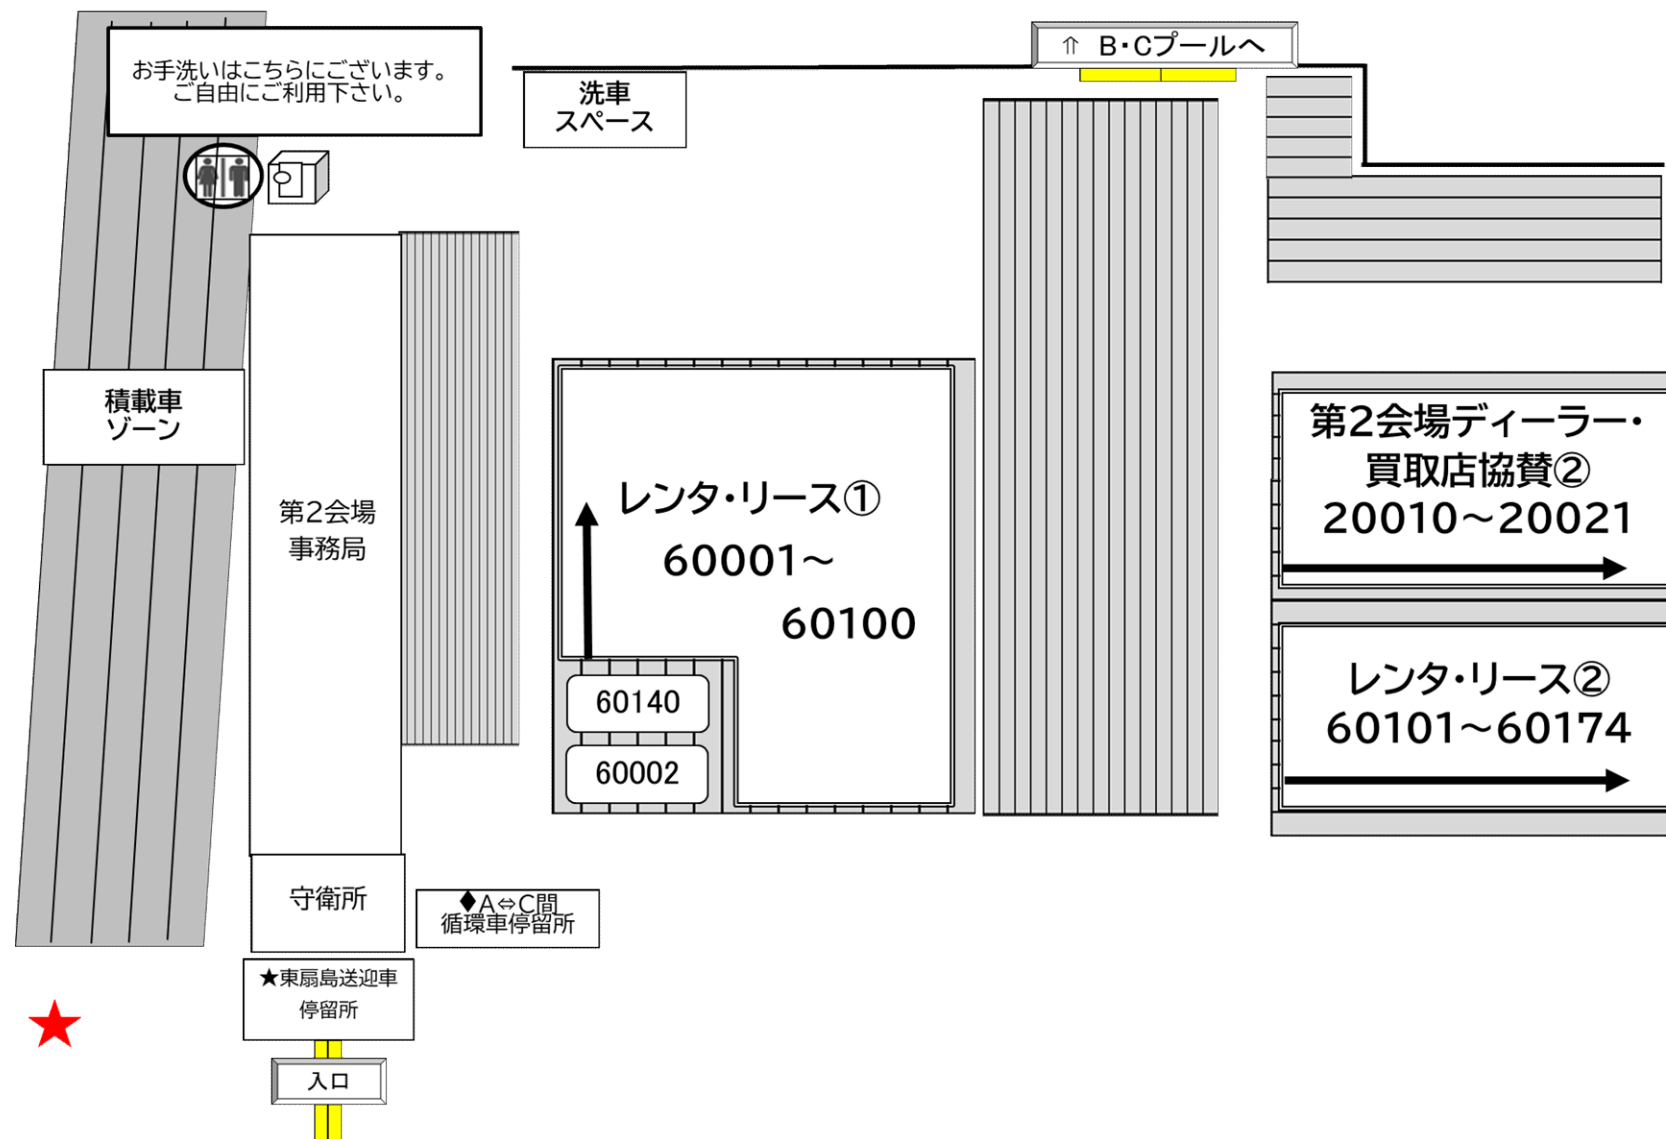 お手洗いはこちらにございます。
ご自由にご利用下さい。
洗車
スペース
⇑ B・Cプールへ
積載車
ゾーン
第2会場
事務局
レンタ・リース①
60001～
60100
60140
60002
第2会場ディーラー・
買取店協賛②
20010～20021
レンタ・リース②
60101～60174
守衛所
◆A⇔C間
循環車停留所
★東扇島送迎車
停留所
入口